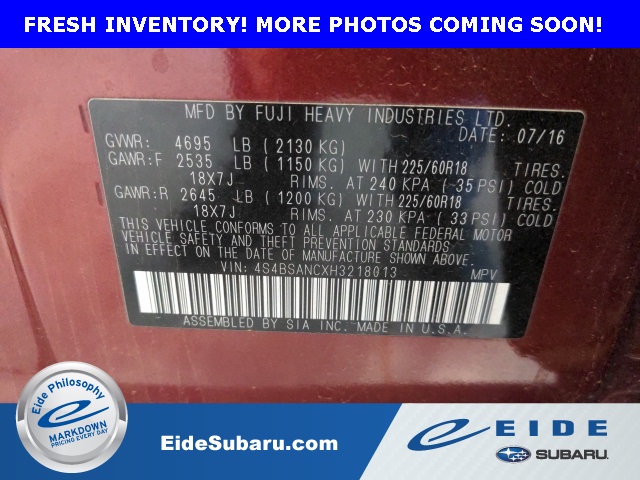 FRESH INVENTORY! MORE PHOTOS COMING SOON!
MFD BY FUJI HEAVY INDUSTRIES LTD.
DATE: 07/16
GVWR: 4695 LB (2130 KG)
GAWR:F 2535 LB (1150 KG) WITH 225/60R18 TIRES.
18X7J RIMS. AT 240 KPA (35 PSI) COLD
GAWR:R 2645 LB (1200 KG) WITH 225/60R18 TIRES.
18X7J RIMS. AT 230 KPA (33 PSI) COLD
THIS VEHICLE CONFORMS TO ALL APPLICABLE FEDERAL MOTOR
VEHICLE SAFETY AND THEFT PREVENTION STANDARDS
IN EFFECT ON THE DATE OF MANUFACTURE SHOWN ABOVE.
VIN: 4S4BSANCXH3218013 MPV
ASSEMBLED BY SIA INC. MADE IN U.S.A.
Eide Philosophy
e
MARKDOWN
PRICING EVERY DAY
EideSubaru.com
e EIDE
SUBARU.